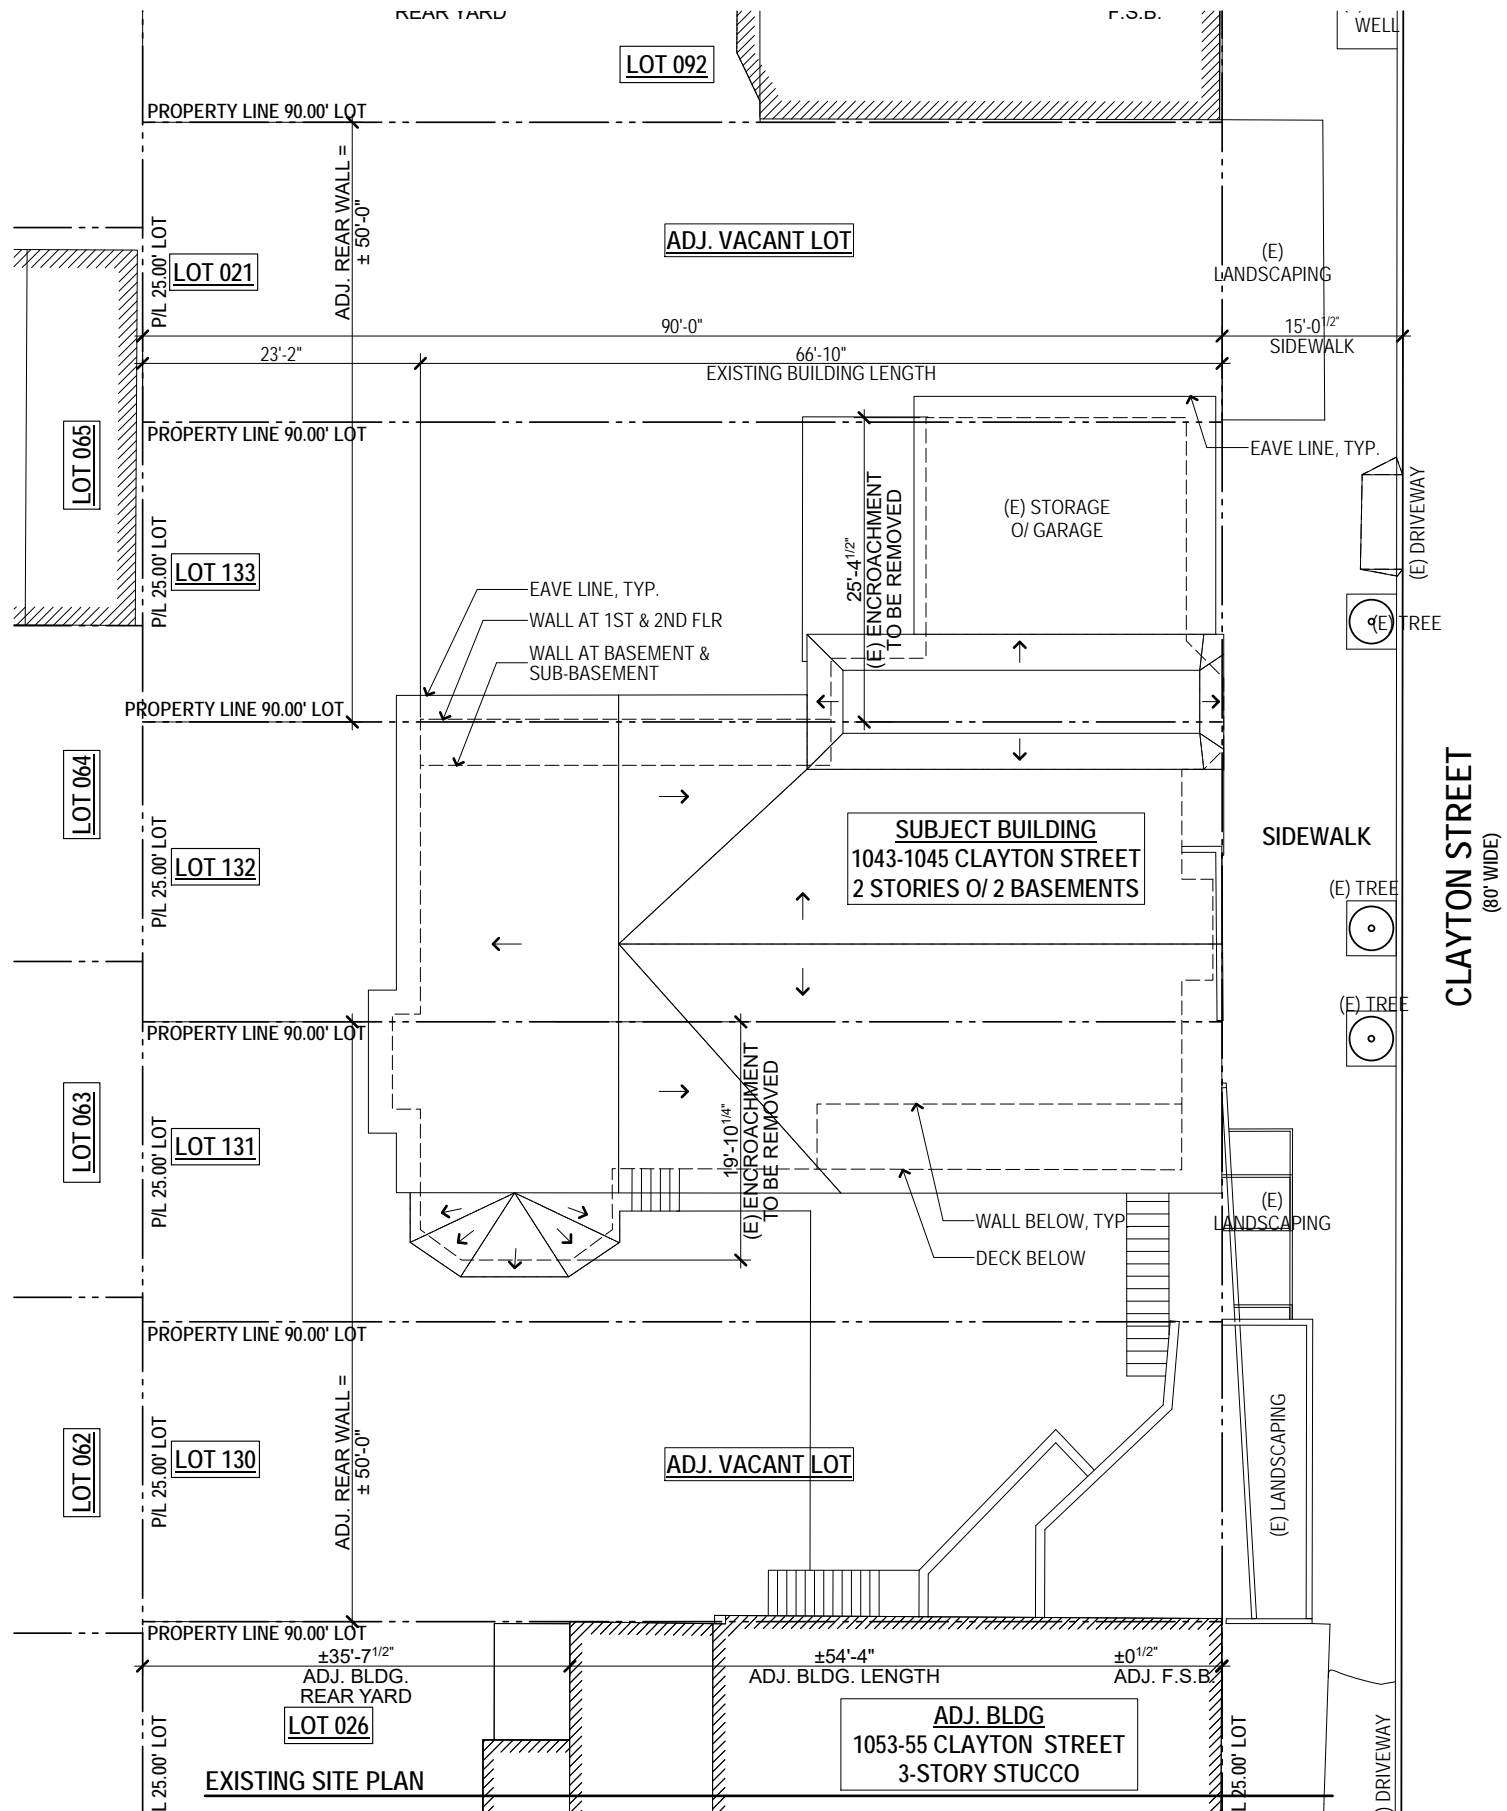 REAR YARD
F.S.B.
WELL
LOT 092
PROPERTY LINE 90.00' LOT
ADJ. REAR WALL =
± 50'-0"
P/L 25.00' LOT
LOT 021
ADJ. VACANT LOT
(E)
LANDSCAPING
90'-0"
15'-0 1/2"
SIDEWALK
23'-2"
66'-10"
EXISTING BUILDING LENGTH
LOT 065
PROPERTY LINE 90.00' LOT
EAVE LINE, TYP.
(E) DRIVEWAY
(E) STORAGE
O/ GARAGE
25'-4 1/2"
(E) ENCROACHMENT
TO BE REMOVED
P/L 25.00' LOT
LOT 133
EAVE LINE, TYP.
WALL AT 1ST & 2ND FLR
WALL AT BASEMENT &
SUB-BASEMENT
(E) TREE
PROPERTY LINE 90.00' LOT
LOT 064
P/L 25.00' LOT
LOT 132
SUBJECT BUILDING
1043-1045 CLAYTON STREET
2 STORIES O/ 2 BASEMENTS
SIDEWALK
CLAYTON STREET
(80' WIDE)
(E) TREE
(E) TREE
PROPERTY LINE 90.00' LOT
LOT 063
P/L 25.00' LOT
LOT 131
19'-10 1/4"
(E) ENCROACHMENT
TO BE REMOVED
WALL BELOW, TYP
DECK BELOW
(E)
LANDSCAPING
PROPERTY LINE 90.00' LOT
ADJ. REAR WALL =
± 50'-0"
LOT 062
P/L 25.00' LOT
LOT 130
ADJ. VACANT LOT
(E) LANDSCAPING
PROPERTY LINE 90.00' LOT
±35'-7 1/2"
ADJ. BLDG.
REAR YARD
±54'-4"
ADJ. BLDG. LENGTH
±0 1/2"
ADJ. F.S.B.
LOT 026
ADJ. BLDG
1053-55 CLAYTON STREET
3-STORY STUCCO
L 25.00' LOT
L 25.00' LOT
) DRIVEWAY
EXISTING SITE PLAN